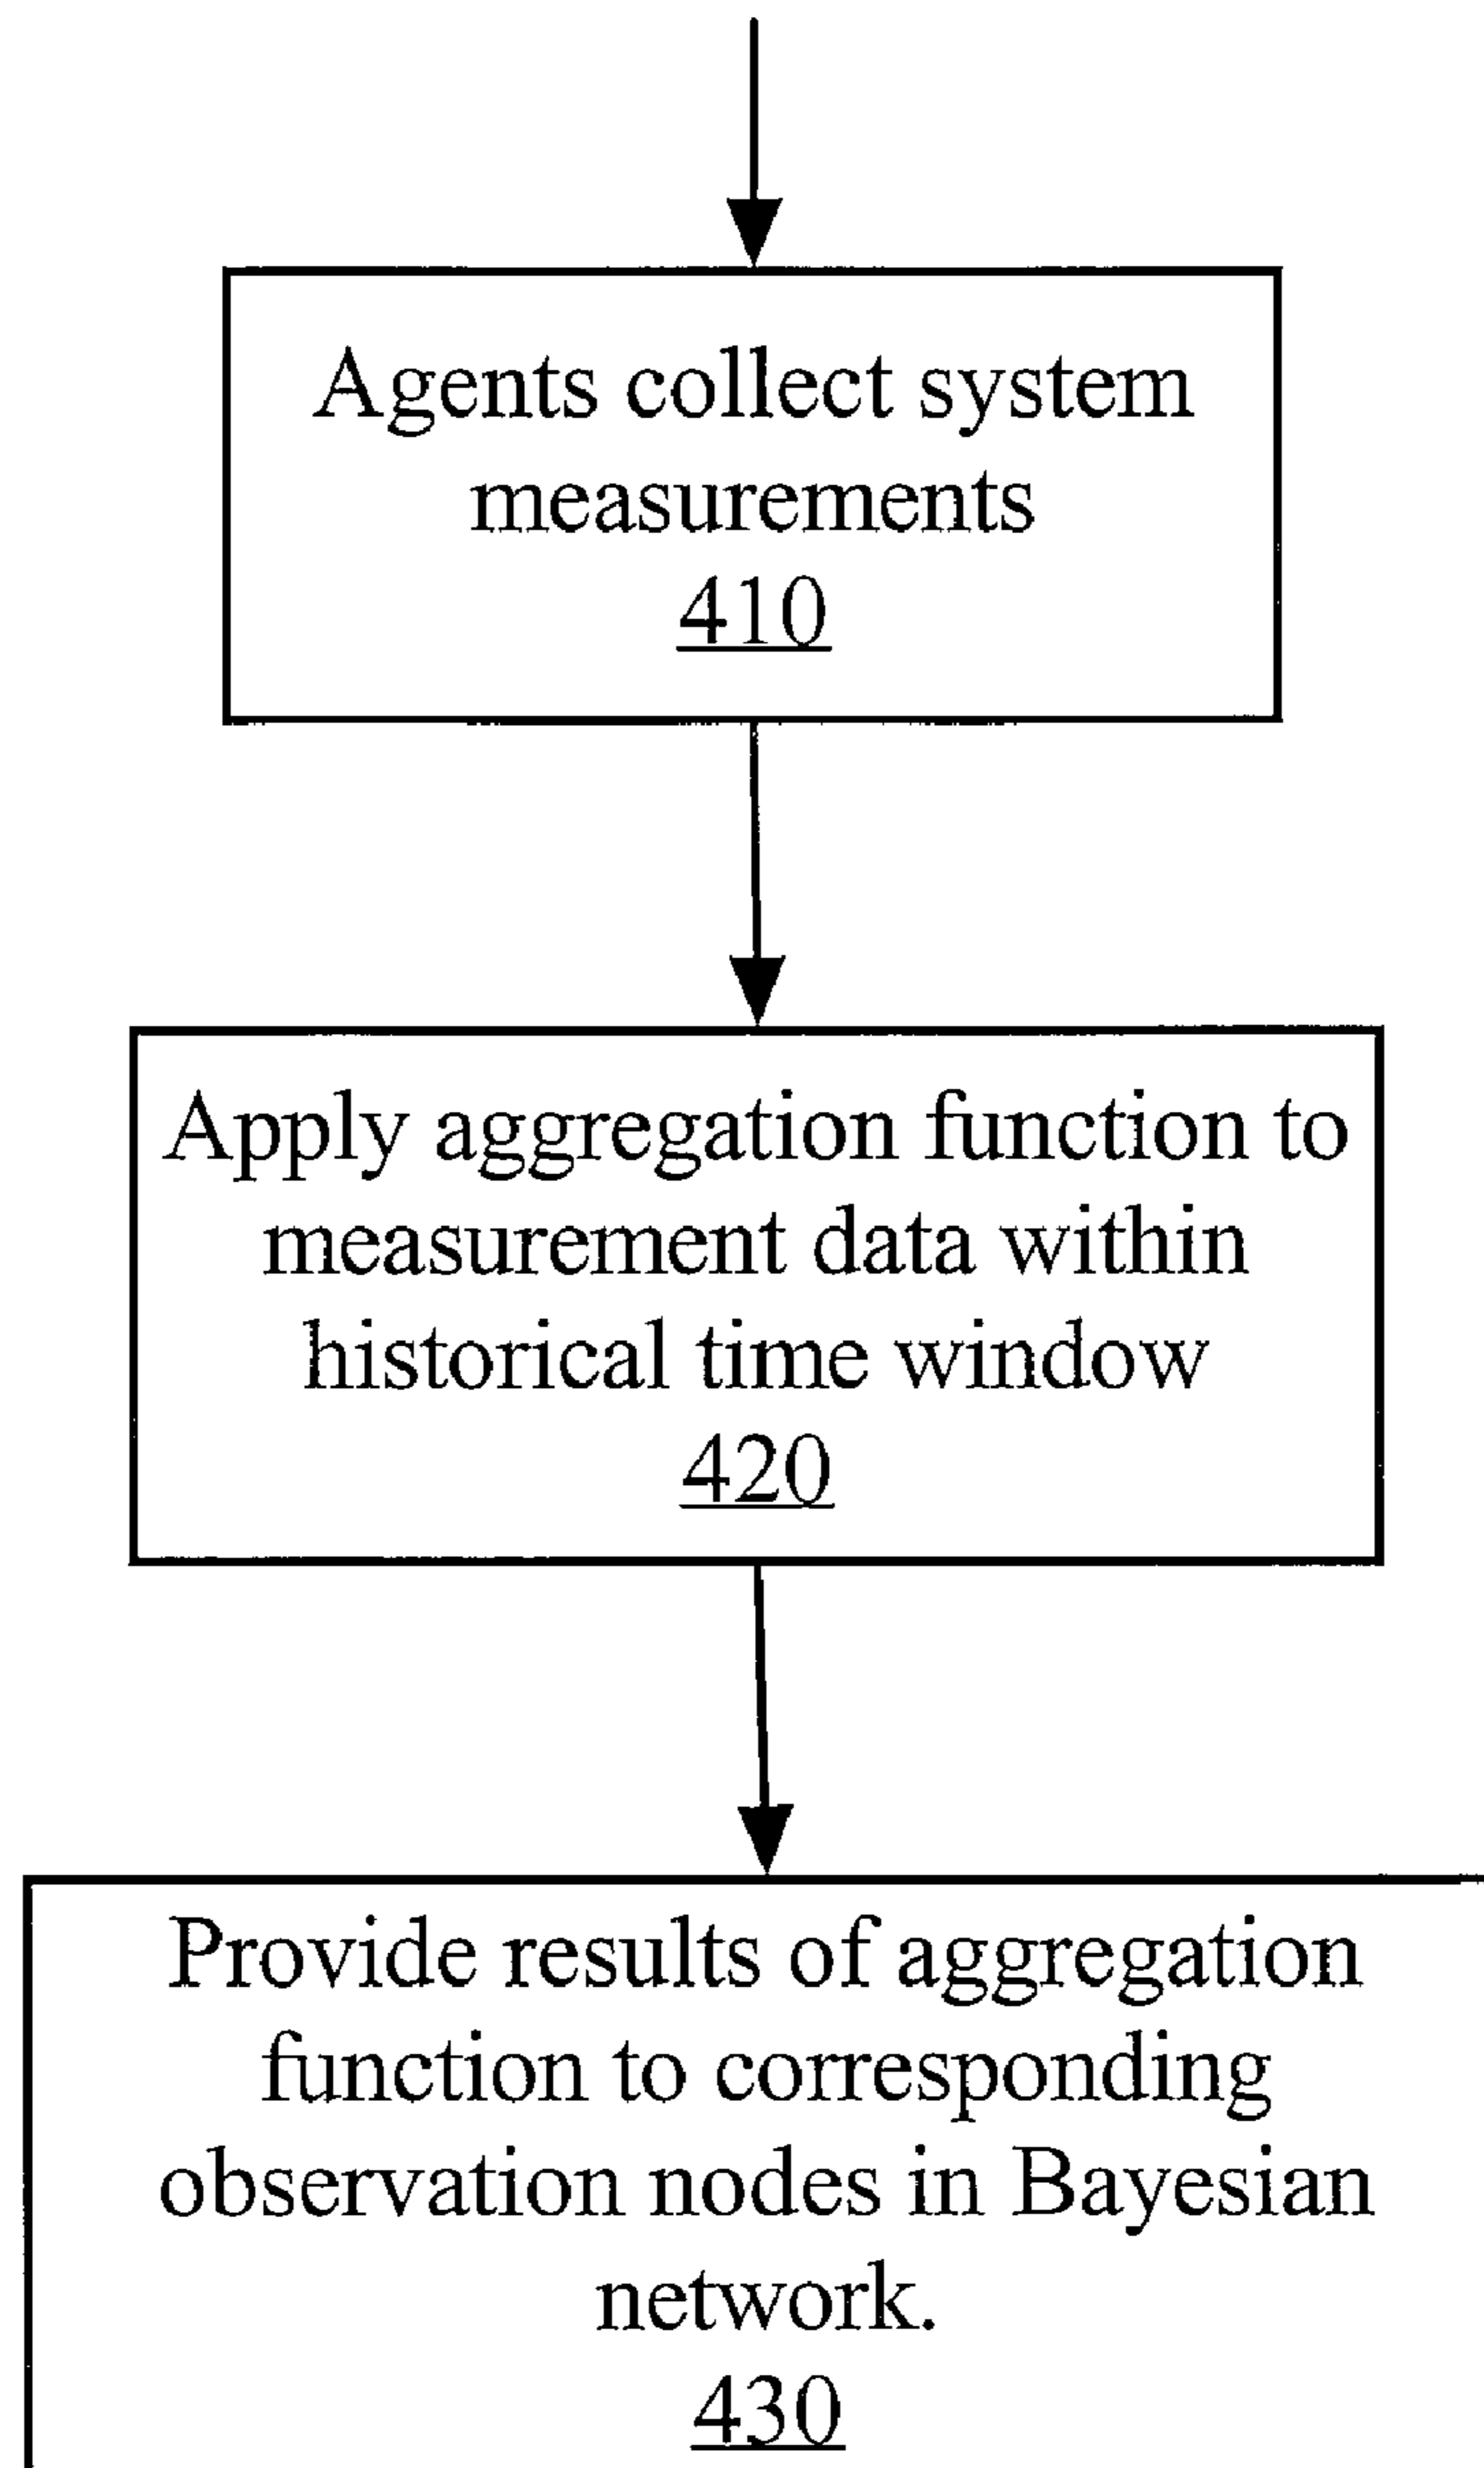 Agents collect system
measurements
410
Apply aggregation function to
measurement data within
historical time window
420
Provide results of aggregation
function to corresponding
observation nodes in Bayesian
network.
430